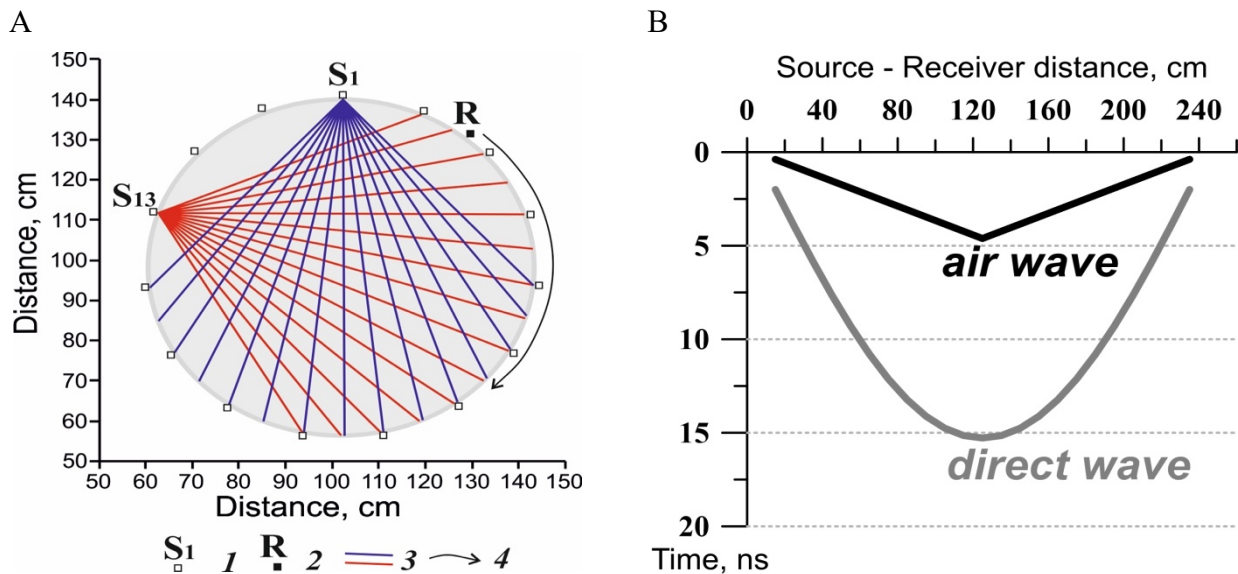 A
B
150
140
130
120
110
100
90
80
70
60
50
Distance, cm
S1
R
S13
50 60 70 80 90 100 110 120 130 140 150
Distance, cm
S1 1 R 2 3 4
Source - Receiver distance, cm
0 40 80 120 160 200 240
0
5
10
15
20
air wave
direct wave
Time, ns